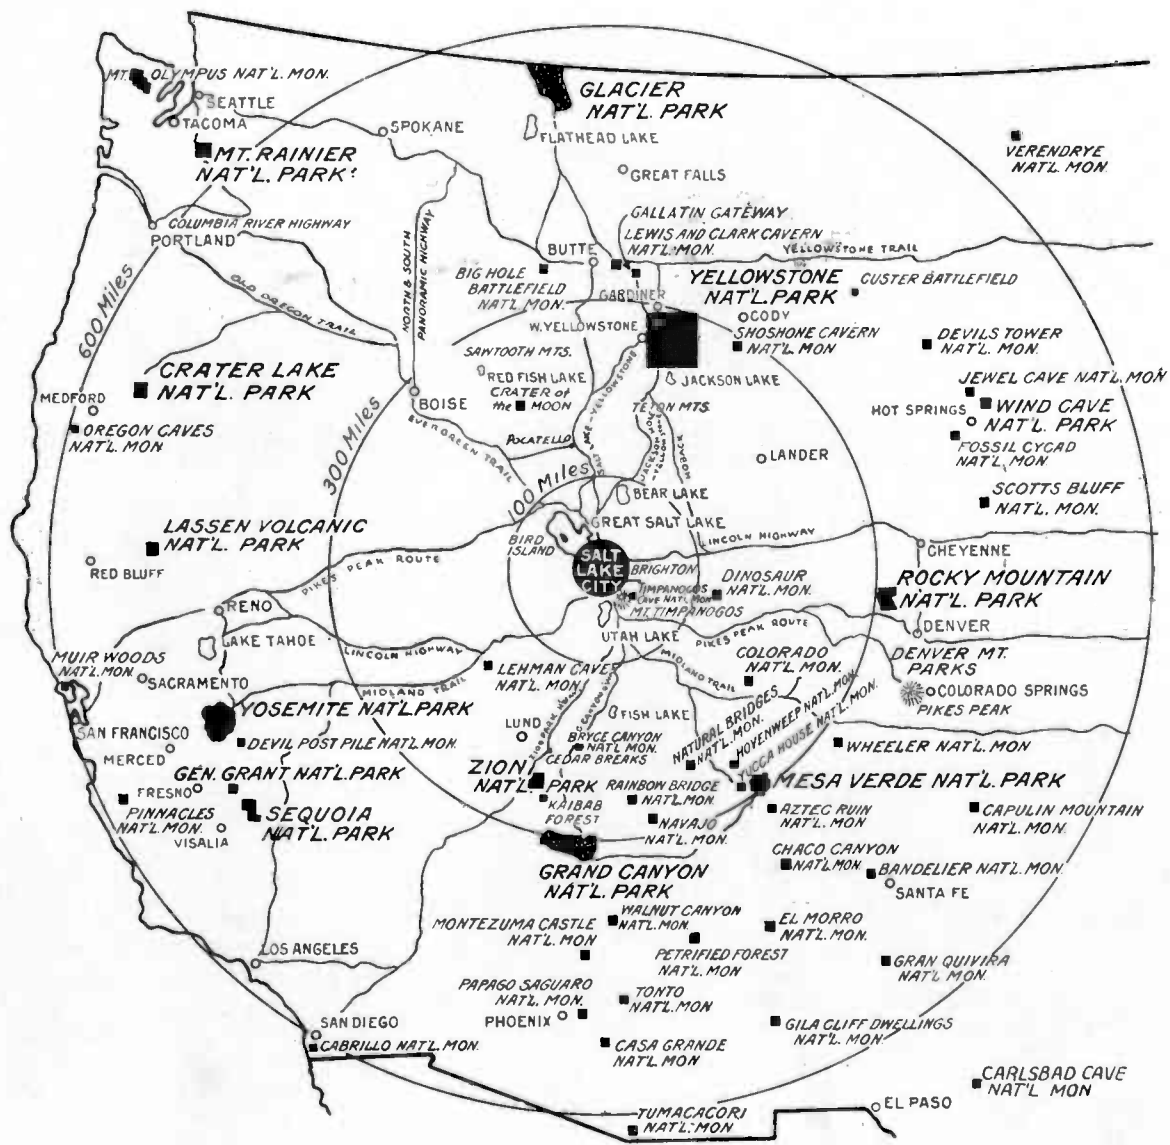 MT. OLYMPUS NAT'L. MON.
SEATTLE
TACOMA
SPOKANE
MT. RAINIER
NAT'L. PARK
GLACIER
NAT'L. PARK
FLATHEAD LAKE
GREAT FALLS
VERENDRYE
NAT'L. MON.
COLUMBIA RIVER HIGHWAY
PORTLAND
600 Miles
OLD OREGON TRAIL
NORTH & SOUTH
PANORAMIC HIGHWAY
GALLATIN GATEWAY
LEWIS AND CLARK CAVERN
NAT'L. MON.
BUTTE
YELLOWSTONE TRAIL
BIG HOLE
BATTLEFIELD
NAT'L. MON.
GARDINER
YELLOWSTONE
NAT'L. PARK
CUSTER BATTLEFIELD
CODY
W. YELLOWSTONE
SHOSHONE CAVERN
NAT'L. MON
DEVILS TOWER
NAT'L. MON
SAWTOOTH MTS.
RED FISH LAKE
CRATER of
the MOON
JACKSON LAKE
TETON MTS.
CRATER LAKE
NAT'L. PARK
MEDFORD
OREGON CAVES
NAT'L. MON
BOISE
300 Miles
EVERGREEN TRAIL
POCATELLO
SALT LAKE-YELLOWSTONE
HOBACK
JEWEL CAVE NAT'L. MON
HOT SPRINGS
WIND CAVE
NAT'L. PARK
FOSSIL CYCAD
NAT'L. MON
LANDER
SCOTTS BLUFF
NAT'L. MON.
100 Miles
BEAR LAKE
GREAT SALT LAKE
BIRD
ISLAND
LINCOLN HIGHWAY
CHEYENNE
LASSEN VOLCANIC
NAT'L. PARK
RED BLUFF
PIKES PEAK ROUTE
SALT
LAKE
CITY
BRIGHTON
TIMPANOGOS
CAVE NAT'L MON
MT. TIMPANOGOS
DINOSAUR
NAT'L. MON.
ROCKY MOUNTAIN
NAT'L. PARK
DENVER
RENO
LAKE TAHOE
LINCOLN HIGHWAY
UTAH LAKE
PIKES PEAK ROUTE
MIDLAND TRAIL
COLORADO
NAT'L. MON.
DENVER MT.
PARKS
COLORADO SPRINGS
PIKES PEAK
MUIR WOODS
NAT'L. MON.
SACRAMENTO
MIDLAND TRAIL
LEHMAN CAVE
NAT'L. MON
SAN FRANCISCO
MERCED
YOSEMITE NAT'L. PARK
DEVIL POST PILE NAT'L. MON.
LUND
FISH LAKE
BRYCE CANYON
NAT'L. MON.
CEDAR BREAKS
NATURAL BRIDGES
NAT'L. MON.
HOVENWEEP NAT'L. MON.
YUCCA HOUSE NAT'L. MON.
WHEELER NAT'L. MON
GEN. GRANT NAT'L. PARK
FRESNO
PINNACLES
NAT'L. MON.
VISALIA
SEQUOIA
NAT'L. PARK
ZION
NAT'L. PARK
KAIBAB
FOREST
RAINBOW BRIDGE
NAT'L. MON.
MESA VERDE NAT'L. PARK
NAVAJO
NAT'L. MON.
AZTEC RUIN
NAT'L. MON
CAPULIN MOUNTAIN
NAT'L. MON.
GRAND CANYON
NAT'L. PARK
CHACO CANYON
NAT'L. MON
BANDELIER NAT'L. MON.
SANTA FE
MONTEZUMA CASTLE
NAT'L. MON
WALNUT CANYON
NAT'L. MON.
EL MORRO
NAT'L. MON.
PETRIFIED FOREST
NAT'L. MON
GRAN QUIVIRA
NAT'L. MON.
LOS ANGELES
PAPAGO SAGUARO
NAT'L. MON.
PHOENIX
TONTO
NAT'L. MON
SAN DIEGO
CABRILLO NAT'L. MON.
CASA GRANDE
NAT'L. MON
GILA CLIFF DWELLINGS
NAT'L. MON.
CARLSBAD CAVE
NAT'L. MON
EL PASO
TUMACACORI
NAT'L. MON